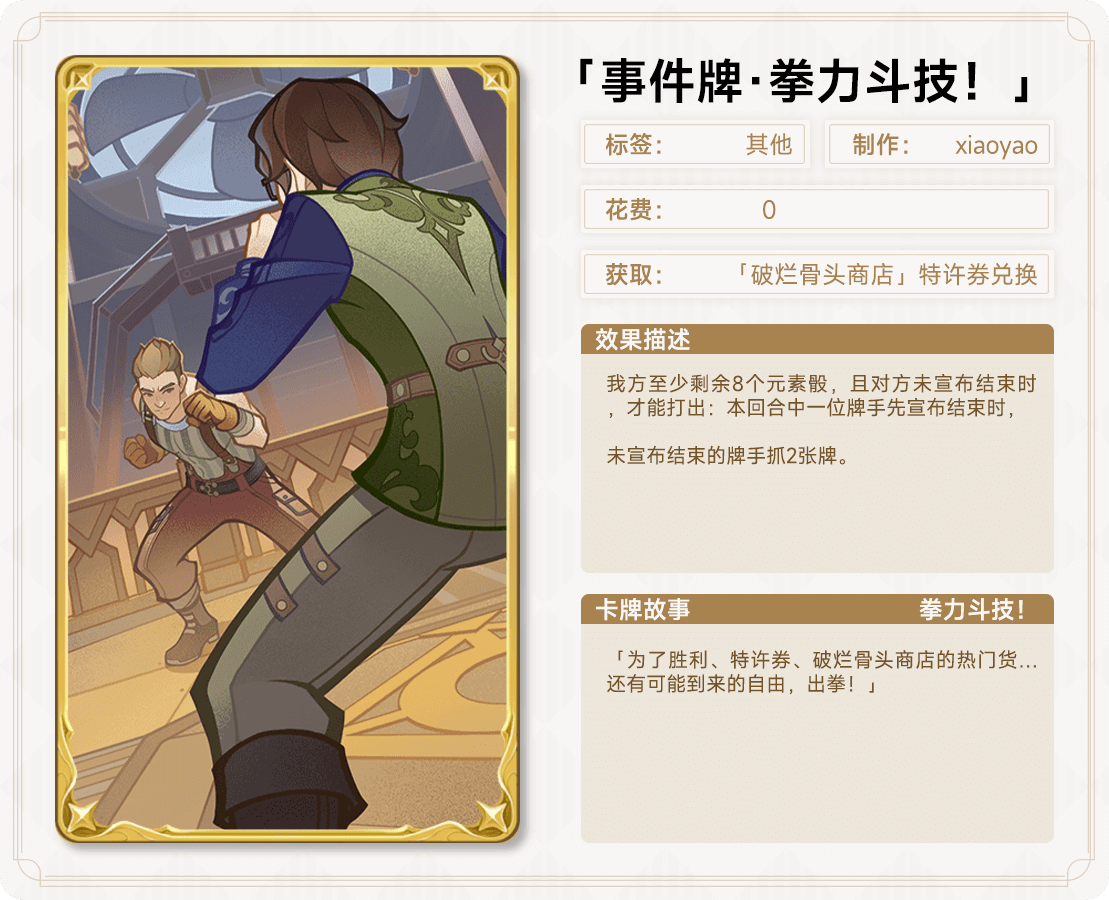 「事件牌·拳力斗技！」
标签： 其他 制作： xiaoyao
花费： 0
获取： 「破烂骨头商店」特许券兑换
效果描述
我方至少剩余8个元素骰，且对方未宣布结束时
，才能打出：本回合中一位牌手先宣布结束时，
未宣布结束的牌手抓2张牌。
卡牌故事 拳力斗技！
「为了胜利、特许券、破烂骨头商店的热门货…
还有可能到来的自由，出拳！」